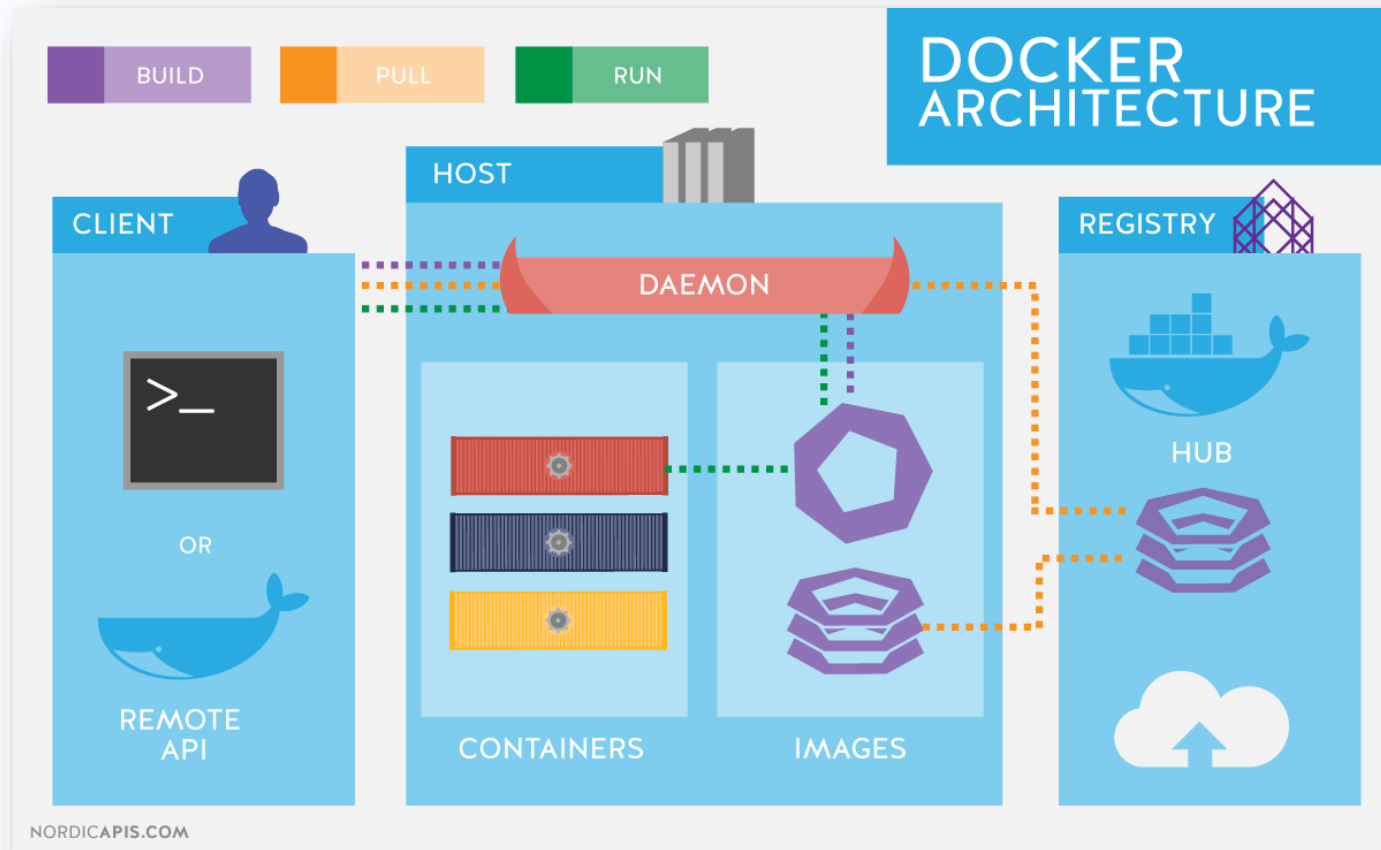 BUILD
PULL
RUN
DOCKER
ARCHITECTURE
CLIENT
HOST
REGISTRY
DAEMON
>_
OR
REMOTE
API
CONTAINERS
IMAGES
HUB
NORDICAPIS.COM